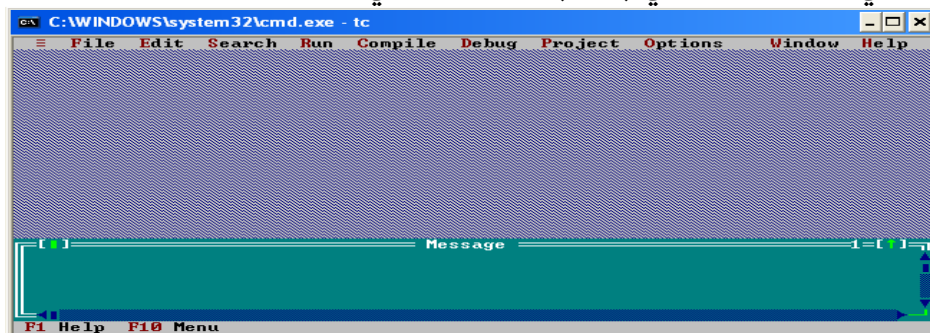 C:\WINDOWS\system32\cmd.exe - tc
≡ File Edit Search Run Compile Debug Project Options Window Help
[■] Message 1=[↑]
F1 Help F10 Menu